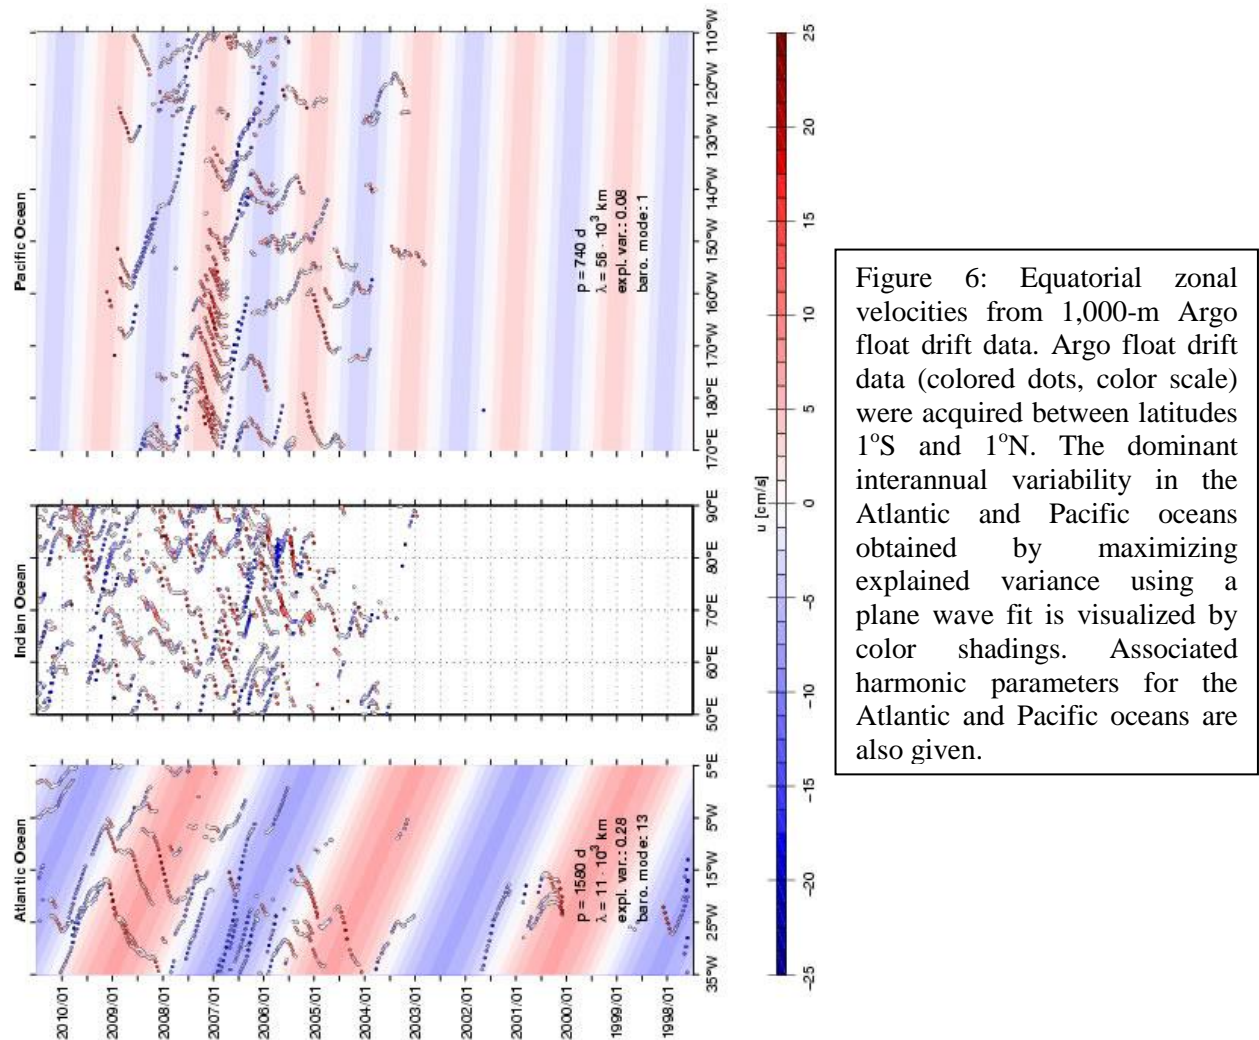 Pacific Ocean
110°W
120°W
130°W
140°W
150°W
160°W
170°W
180°E
170°E
p = 740 d
λ = 56 · 10³ km
expl. var.: 0.08
baro. mode: 1
Indian Ocean
90°E
80°E
70°E
60°E
50°E
Atlantic Ocean
5°E
5°W
15°W
25°W
35°W
p = 1580 d
λ = 11 · 10³ km
expl. var.: 0.28
baro. mode: 13
2010/01
2009/01
2008/01
2007/01
2006/01
2005/01
2004/01
2003/01
2002/01
2001/01
2000/01
1999/01
1998/01
u [cm/s]
25
20
15
10
5
0
−5
−10
−15
−20
−25
Figure 6: Equatorial zonal
velocities from 1,000-m Argo
float drift data. Argo float drift
data (colored dots, color scale)
were acquired between latitudes
1°S and 1°N. The dominant
interannual variability in the
Atlantic and Pacific oceans
obtained by maximizing
explained variance using a
plane wave fit is visualized by
color shadings. Associated
harmonic parameters for the
Atlantic and Pacific oceans are
also given.